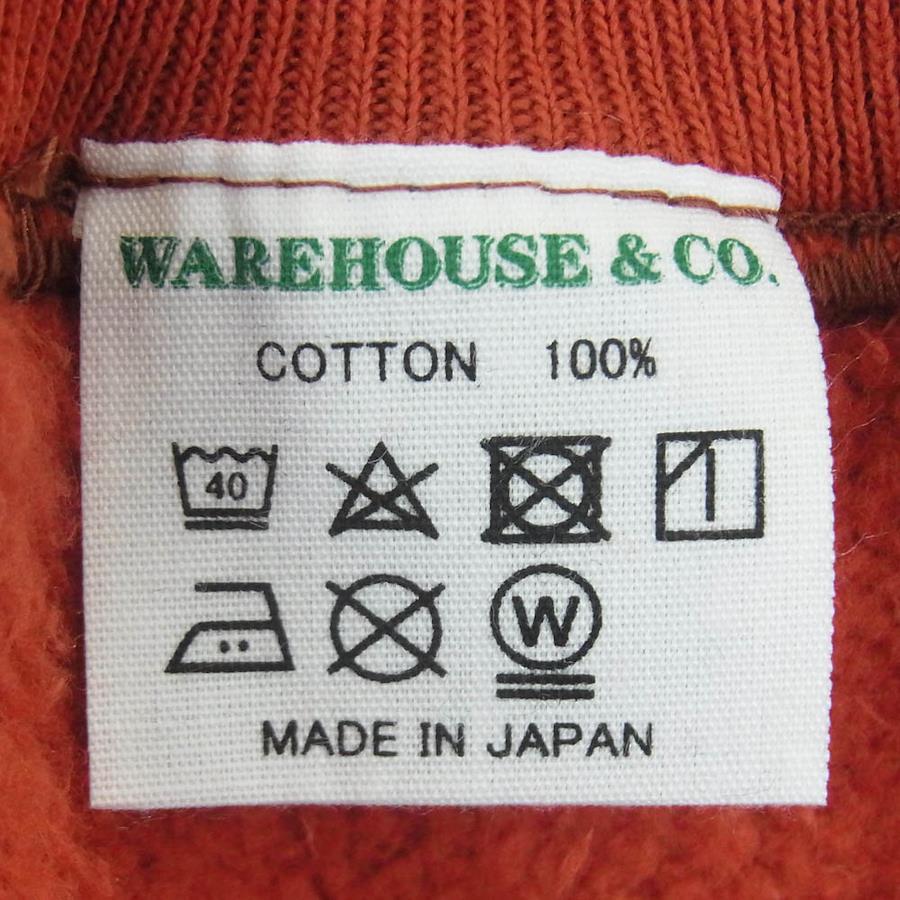 WAREHOUSE & CO.
COTTON 100%
40
W
MADE IN JAPAN